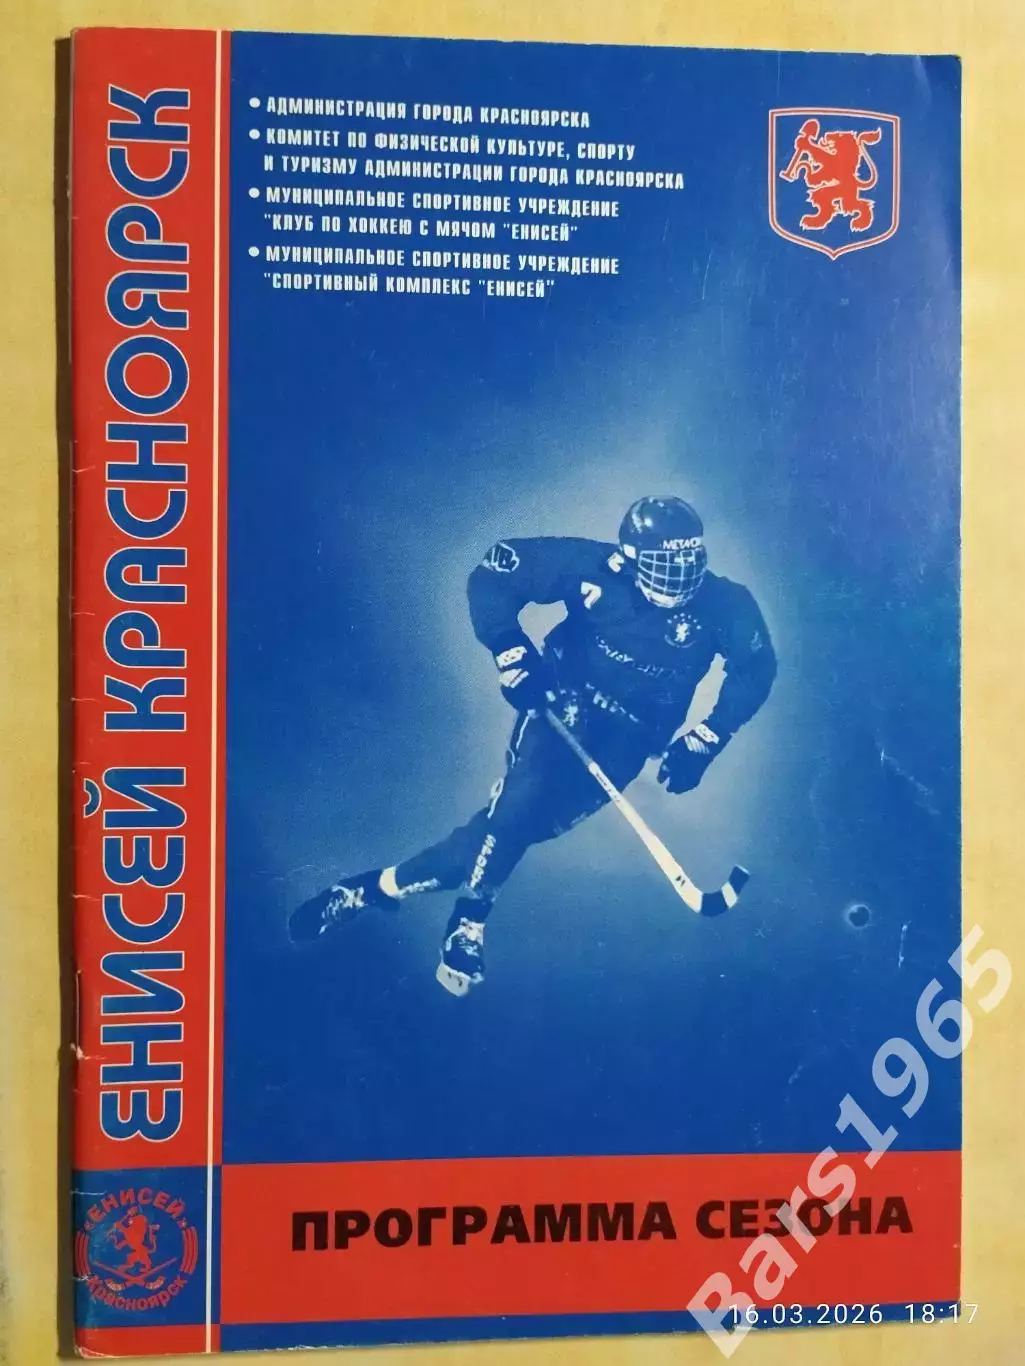 • АДМИНИСТРАЦИЯ ГОРОДА КРАСНОЯРСКА
• КОМИТЕТ ПО ФИЗИЧЕСКОЙ КУЛЬТУРЕ, СПОРТУ
И ТУРИЗМУ АДМИНИСТРАЦИИ ГОРОДА КРАСНОЯРСКА
• МУНИЦИПАЛЬНОЕ СПОРТИВНОЕ УЧРЕЖДЕНИЕ
"КЛУБ ПО ХОККЕЮ С МЯЧОМ "ЕНИСЕЙ"
• МУНИЦИПАЛЬНОЕ СПОРТИВНОЕ УЧРЕЖДЕНИЕ
"СПОРТИВНЫЙ КОМПЛЕКС "ЕНИСЕЙ"
ЕНИСЕЙ КРАСНОЯРСК
7
SPORT
«ЕНИСЕЙ»
Красноярск
ПРОГРАММА СЕЗОНА
Bars1965
16.03.2026 18:17